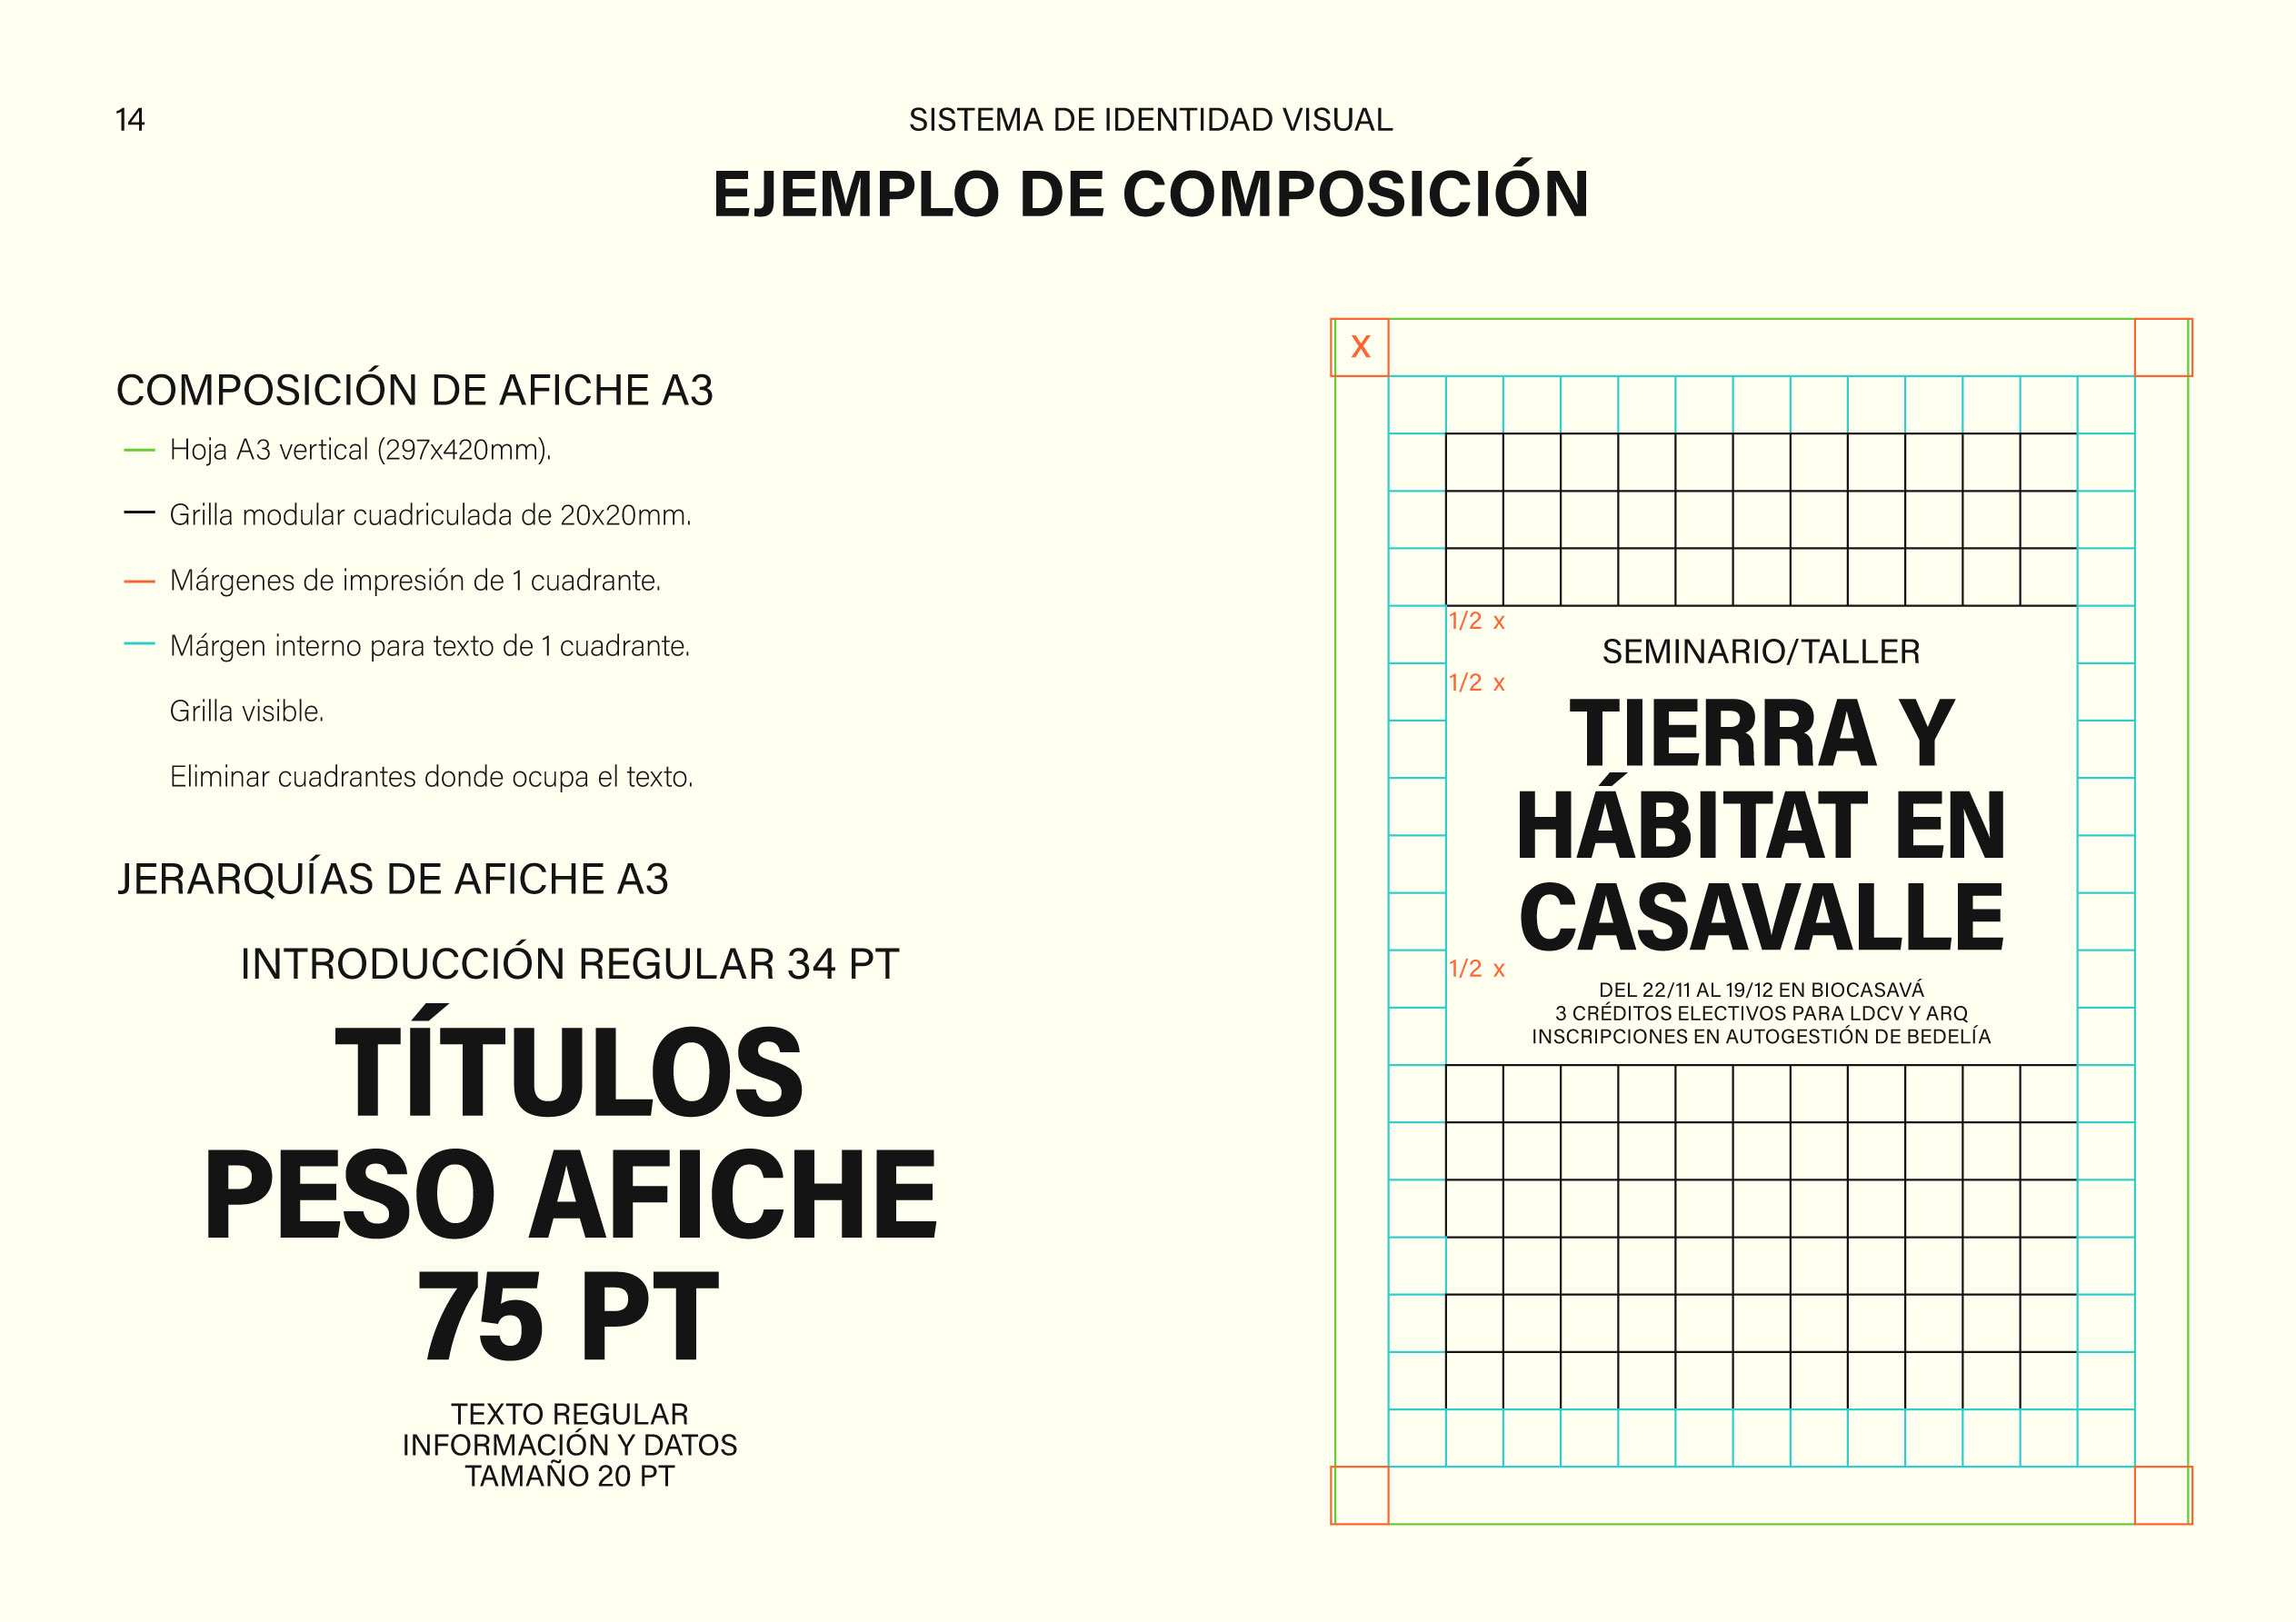 14
SISTEMA DE IDENTIDAD VISUAL
EJEMPLO DE COMPOSICIÓN
COMPOSICIÓN DE AFICHE A3
Hoja A3 vertical (297x420mm).
Grilla modular cuadriculada de 20x20mm.
Márgenes de impresión de 1 cuadrante.
Márgen interno para texto de 1 cuadrante.
Grilla visible.
Eliminar cuadrantes donde ocupa el texto.
JERARQUÍAS DE AFICHE A3
INTRODUCCIÓN REGULAR 34 PT
TÍTULOS
PESO AFICHE
75 PT
TEXTO REGULAR
INFORMACIÓN Y DATOS
TAMAÑO 20 PT
X
1/2 x
SEMINARIO/TALLER
1/2 x
TIERRA Y
HÁBITAT EN
CASAVALLE
1/2 x
DEL 22/11 AL 19/12 EN BIOCASAVÁ
3 CRÉDITOS ELECTIVOS PARA LDCV Y ARQ
INSCRIPCIONES EN AUTOGESTIÓN DE BEDELÍA